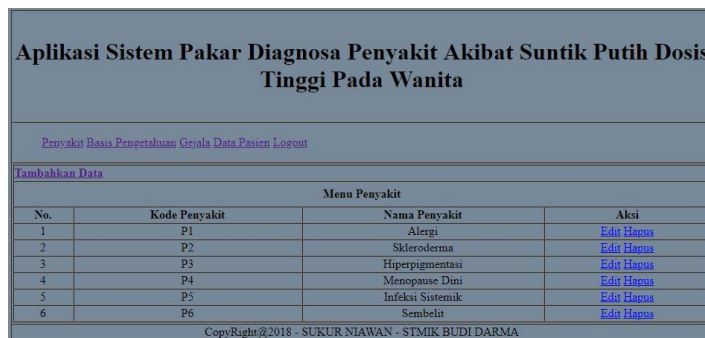 Aplikasi Sistem Pakar Diagnosa Penyakit Akibat Suntik Putih Dosis
Tinggi Pada Wanita
Penyakit Basis Pengetahuan Gejala Data Pasien Logout
Tambahkan Data
Menu Penyakit
No. Kode Penyakit Nama Penyakit Aksi
1 P1 Alergi Edit Hapus
2 P2 Skleroderma Edit Hapus
3 P3 Hiperpigmentasi Edit Hapus
4 P4 Menopause Dini Edit Hapus
5 P5 Infeksi Sistemik Edit Hapus
6 P6 Sembelit Edit Hapus
CopyRight@2018 - SUKUR NIAWAN - STMIK BUDI DARMA